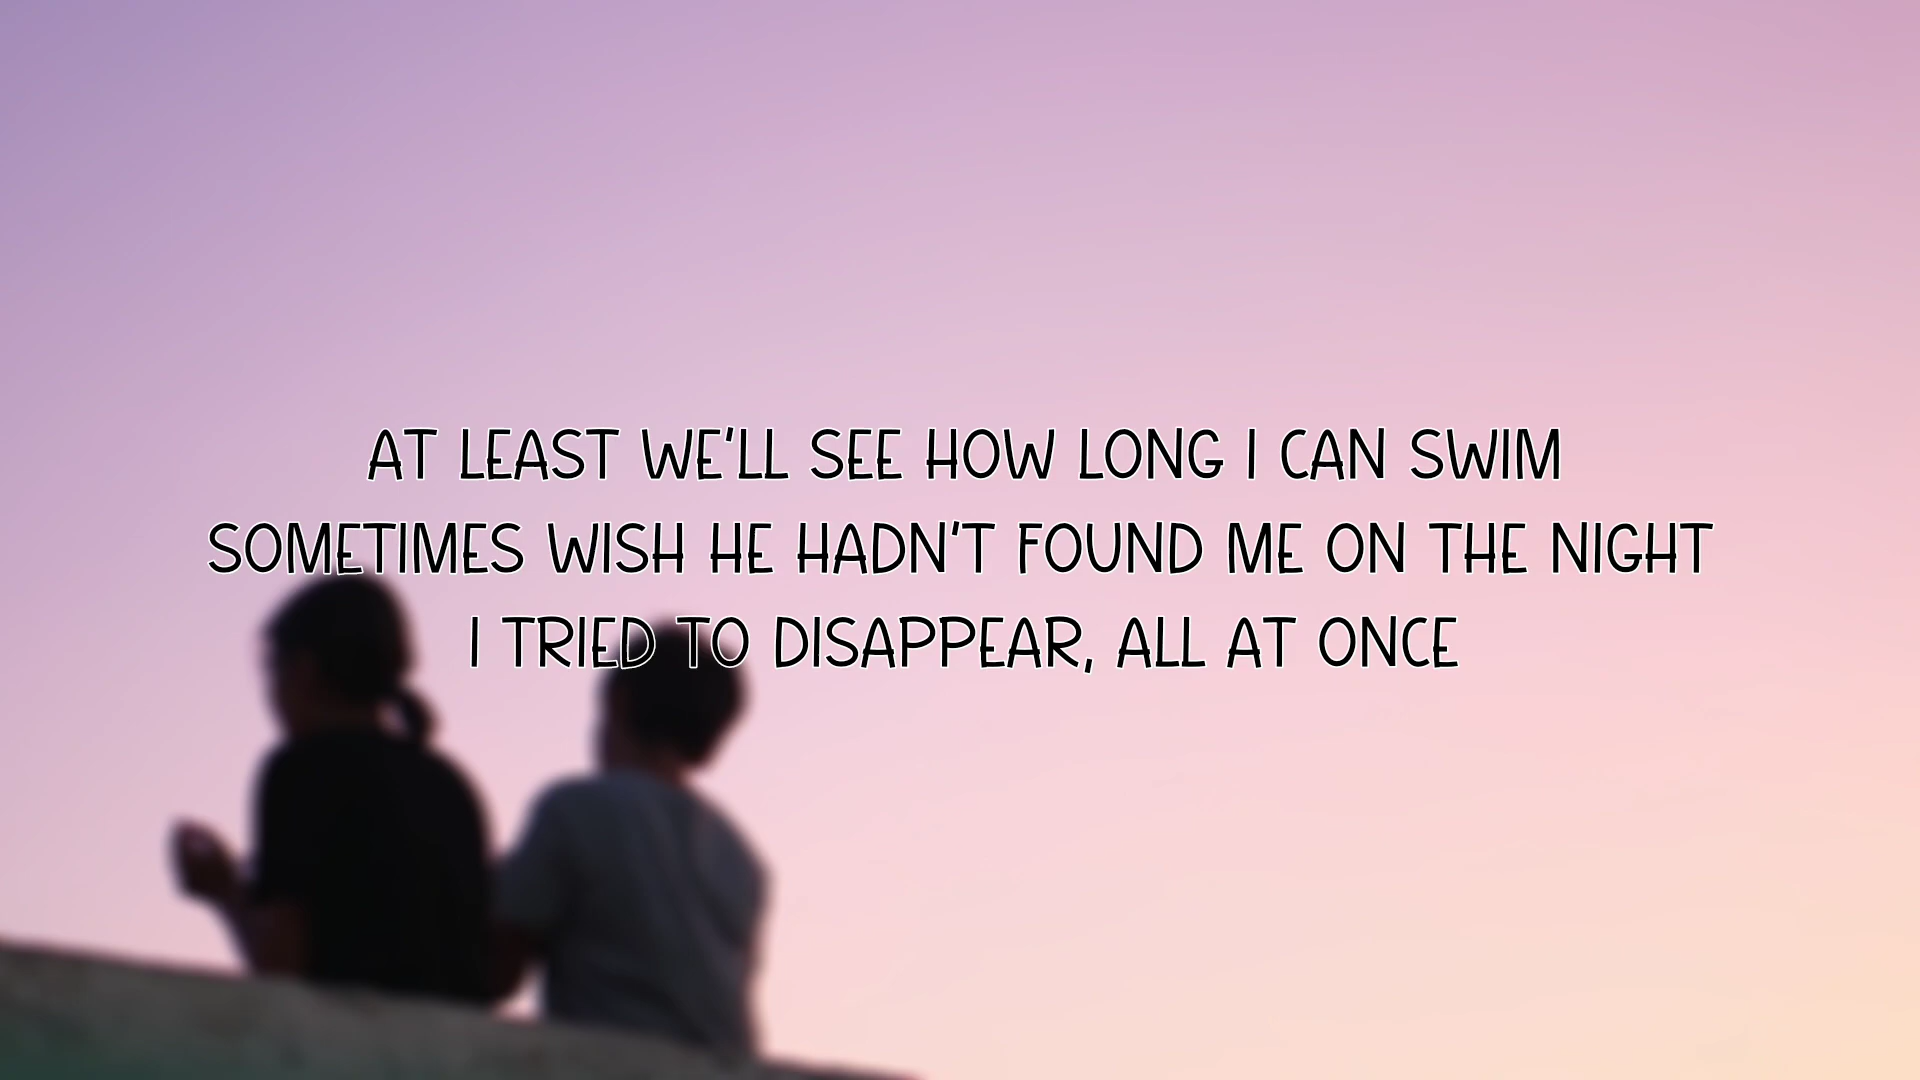 AT LEAST WE'LL SEE HOW LONG I CAN SWIM
SOMETIMES WISH HE HADN'T FOUND ME ON THE NIGHT
I TRIED TO DISAPPEAR, ALL AT ONCE